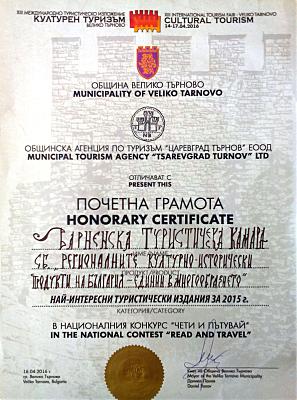 XIII МЕЖДУНАРОДНО ТУРИСТИЧЕСКО ИЗЛОЖЕНИЕ
КУЛТУРЕН ТУРИЗЪМ
ВЕЛИКО ТЪРНОВО
XIII INTERNATIONAL TOURISM FAIR - VELIKO TARNOVO
CULTURAL TOURISM
14-17.04.2016
ОБЩИНА ВЕЛИКО ТЪРНОВО
MUNICIPALITY OF VELIKO TARNOVO
ОБЩИНСКА АГЕНЦИЯ ПО ТУРИЗЪМ "ЦАРЕВГРАД ТЪРНОВ" ЕООД
MUNICIPAL TOURISM AGENCY "TSAREVGRAD TURNOV" LTD
ОТЛИЧАВАТ С
PRESENT THIS
ПОЧЕТНА ГРАМОТА
HONORARY CERTIFICATE
ВАРНЕНСКА ТУРИСТИЧЕСКА КАМАРА
ИМЕ/NAME
СБ. „РЕГИОНАЛНИТЕ КУЛТУРНО-ИСТОРИЧЕСКИ
ПРОДУКТ/PRODUCT
ПРОДУКТИ НА БЪЛГАРИЯ - ЕДИННИ В МНОГООБРАЗИЕТО"
НАЙ-ИНТЕРЕСНИ ТУРИСТИЧЕСКИ ИЗДАНИЯ ЗА 2015 г.
КАТЕГОРИЯ/CATEGORY
В НАЦИОНАЛНИЯ КОНКУРС "ЧЕТИ И ПЪТУВАЙ"
IN THE NATIONAL CONTEST "READ AND TRAVEL"
16.04.2016 г.
гр. Велико Търново
Veliko Tarnovo, Bulgaria
Кмет на Община Велико Търново
Mayor of the Veliko Tarnovo Municipality
Даниел Панов
Daniel Panov